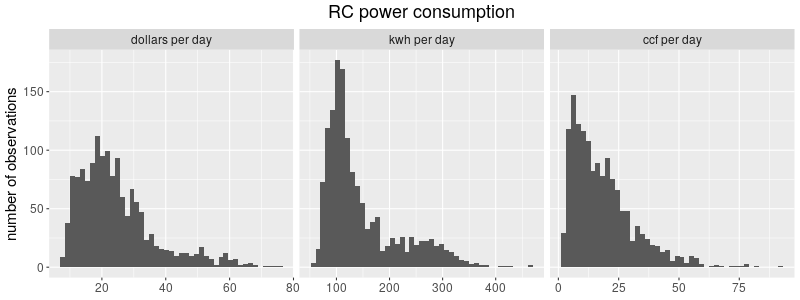 RC power consumption
dollars per day
kwh per day
ccf per day
number of observations
150
100
50
0
20 40 60 80
100 200 300 400
0 25 50 75